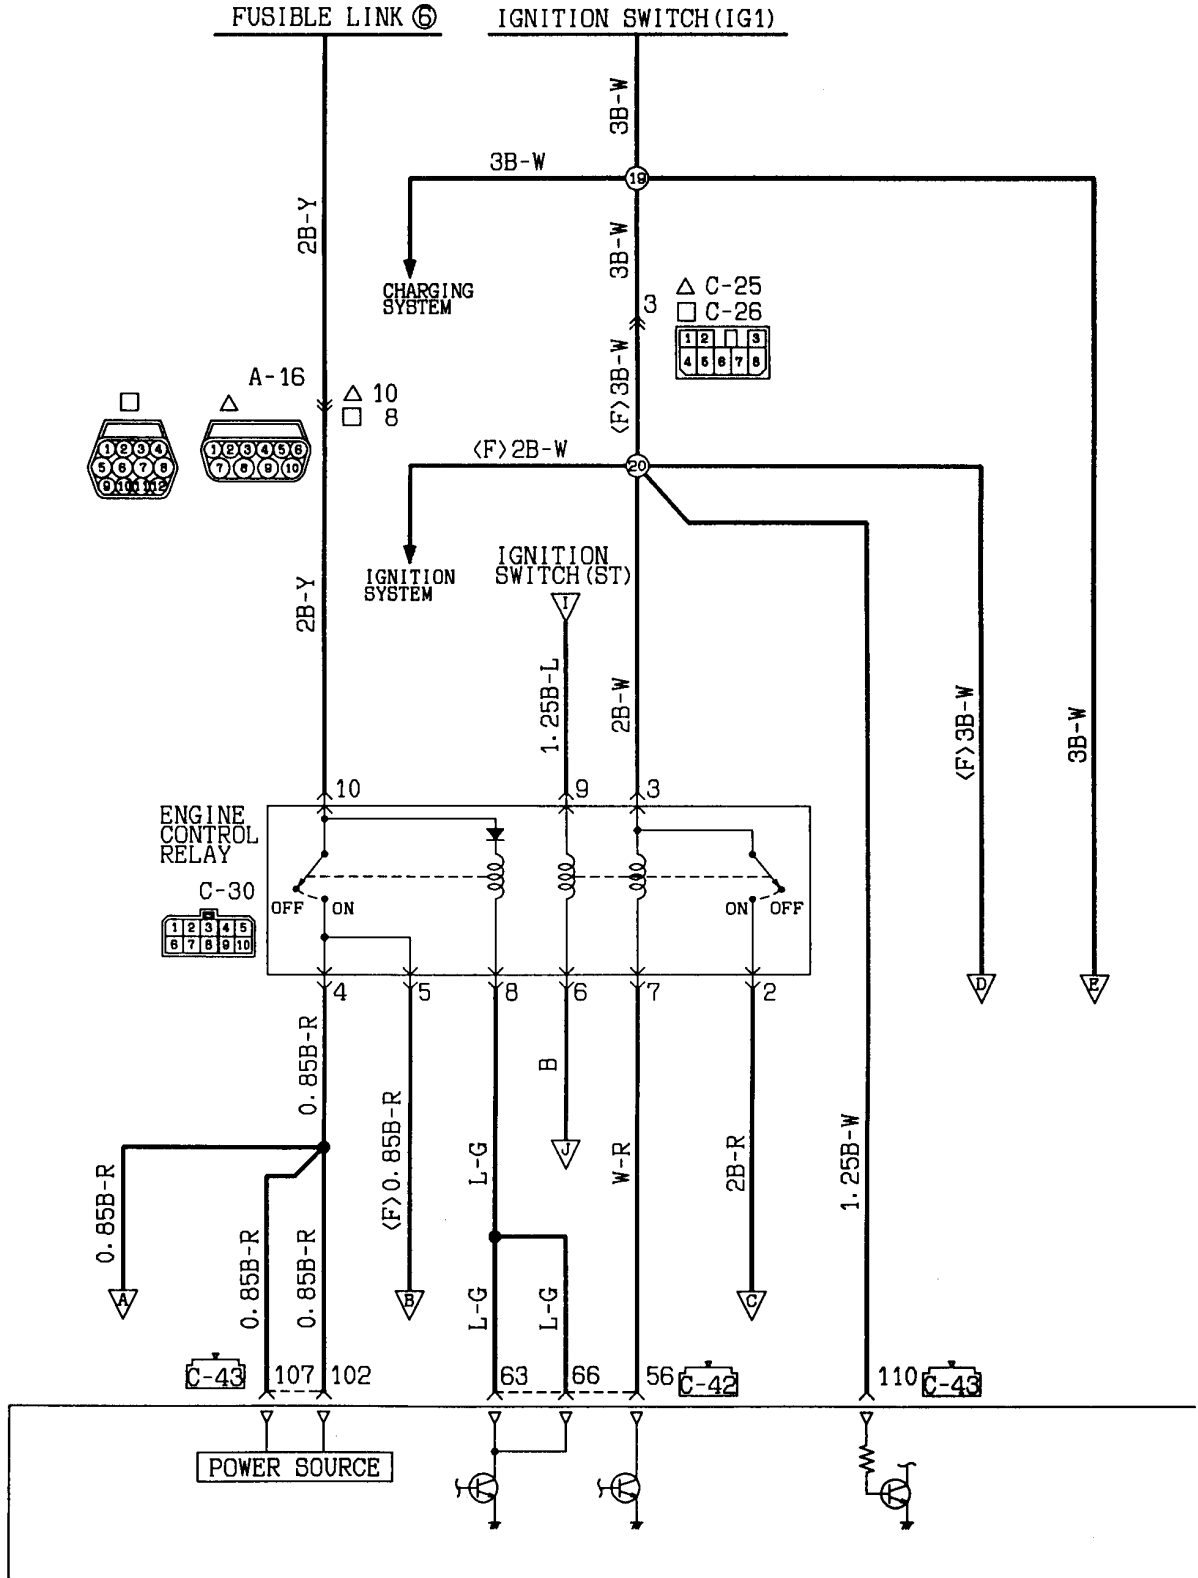 FUSIBLE LINK ⑥
IGNITION SWITCH(IG1)
3B-W
3B-W
19
2B-Y
3B-W
CHARGING
SYSTEM
3
△ C-25
□ C-26
1 2 3
4 5 6 7 8
<F>3B-W
A-16
△ 10
□ 8
□
△
1 2 3 4
5 6 7 8
9 10 11 12
1 2 3 4 5 6
7 8 9 10
<F>2B-W
20
IGNITION
SYSTEM
IGNITION
SWITCH(ST)
I
2B-Y
1.25B-L
2B-W
<F>3B-W
3B-W
10
9
3
ENGINE
CONTROL
RELAY
C-30
1 2 3 4 5
6 7 8 9 10
OFF
ON
ON
OFF
4
5
8
6
7
2
D
E
0.85B-R
B
J
0.85B-R
<F>0.85B-R
L-G
W-R
2B-R
1.25B-W
0.85B-R
0.85B-R
L-G
L-G
A
B
C
C-43
107
102
63
66
56
C-42
110
C-43
POWER SOURCE